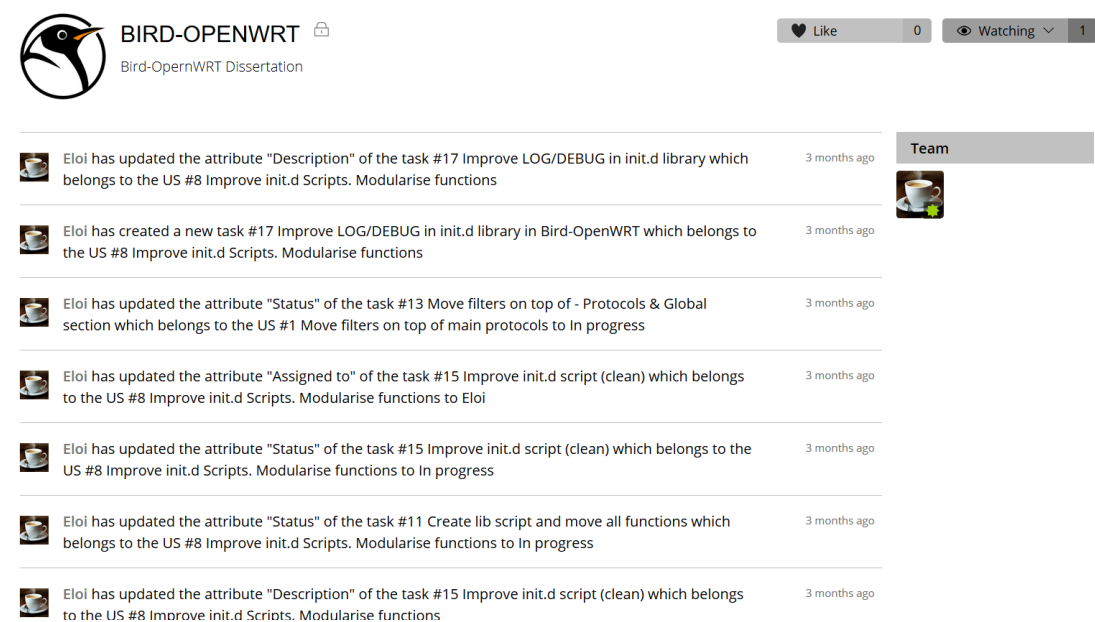 BIRD-OPENWRT
Like 0
Watching 1
Bird-OpernWRT Dissertation
Team
Eloi has updated the attribute "Description" of the task #17 Improve LOG/DEBUG in init.d library which
belongs to the US #8 Improve init.d Scripts. Modularise functions
3 months ago
Eloi has created a new task #17 Improve LOG/DEBUG in init.d library in Bird-OpenWRT which belongs to
the US #8 Improve init.d Scripts. Modularise functions
3 months ago
Eloi has updated the attribute "Status" of the task #13 Move filters on top of - Protocols & Global
section which belongs to the US #1 Move filters on top of main protocols to In progress
3 months ago
Eloi has updated the attribute "Assigned to" of the task #15 Improve init.d script (clean) which belongs
to the US #8 Improve init.d Scripts. Modularise functions to Eloi
3 months ago
Eloi has updated the attribute "Status" of the task #15 Improve init.d script (clean) which belongs to the
US #8 Improve init.d Scripts. Modularise functions to In progress
3 months ago
Eloi has updated the attribute "Status" of the task #11 Create lib script and move all functions which
belongs to the US #8 Improve init.d Scripts. Modularise functions to In progress
3 months ago
Eloi has updated the attribute "Description" of the task #15 Improve init.d script (clean) which belongs
to the US #8 Improve init.d Scripts. Modularise functions
3 months ago